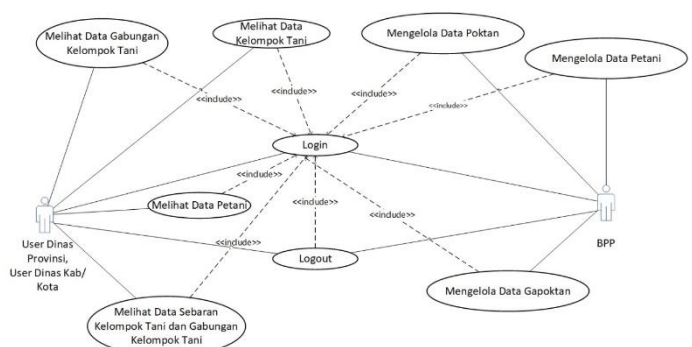 Melihat Data Gabungan
Kelompok Tani
Melihat Data
Kelompok Tani
Mengelola Data Poktan
Mengelola Data Petani
<<include>>
<<include>>
<<include>>
<<include>>
Login
<<include>>
Melihat Data Petani
<<include>>
<<include>>
<<include>>
User Dinas
Provinsi,
User Dinas Kab/
Kota
BPP
Logout
Mengelola Data Gapoktan
Melihat Data Sebaran
Kelompok Tani dan Gabungan
Kelompok Tani